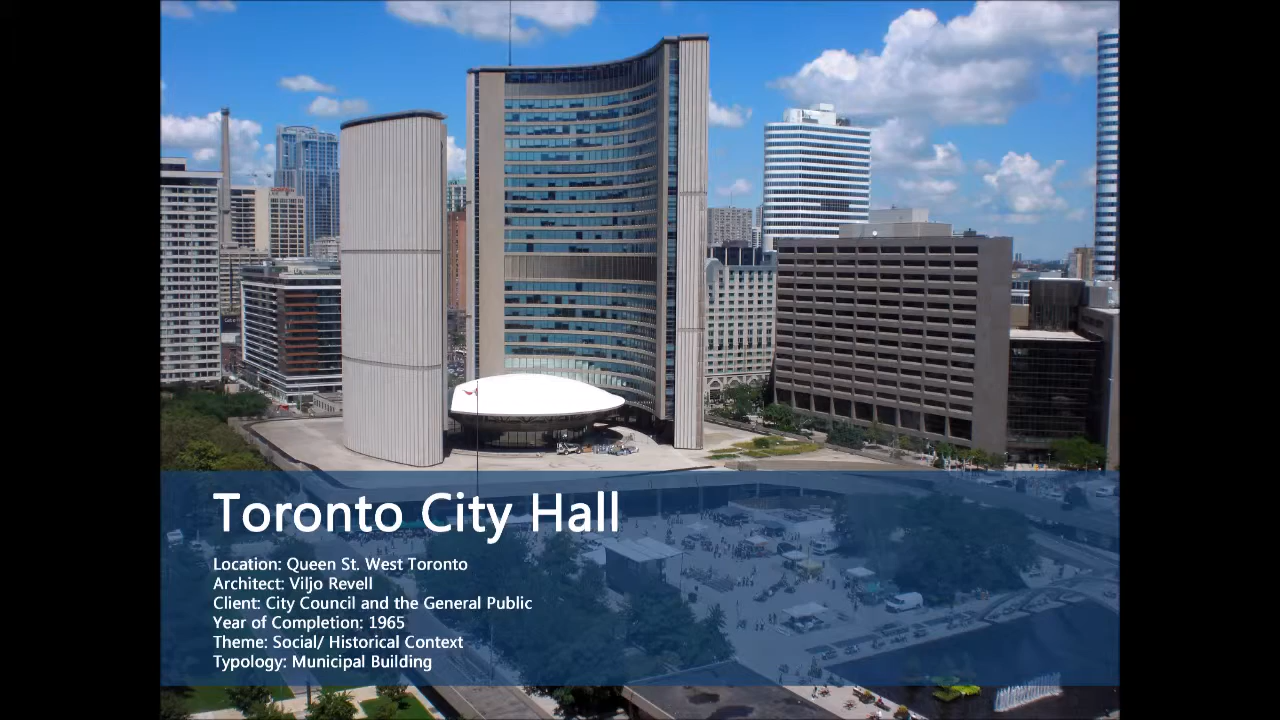 Toronto City Hall
Location: Queen St. West Toronto
Architect: Viljo Revell
Client: City Council and the General Public
Year of Completion: 1965
Theme: Social/ Historical Context
Typology: Municipal Building